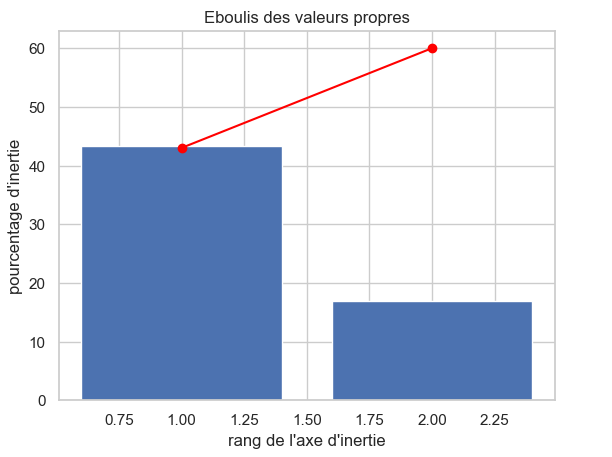 Eboulis des valeurs propres
60
50
40
30
20
10
0
pourcentage d'inertie
0.75 1.00 1.25 1.50 1.75 2.00 2.25
rang de l'axe d'inertie